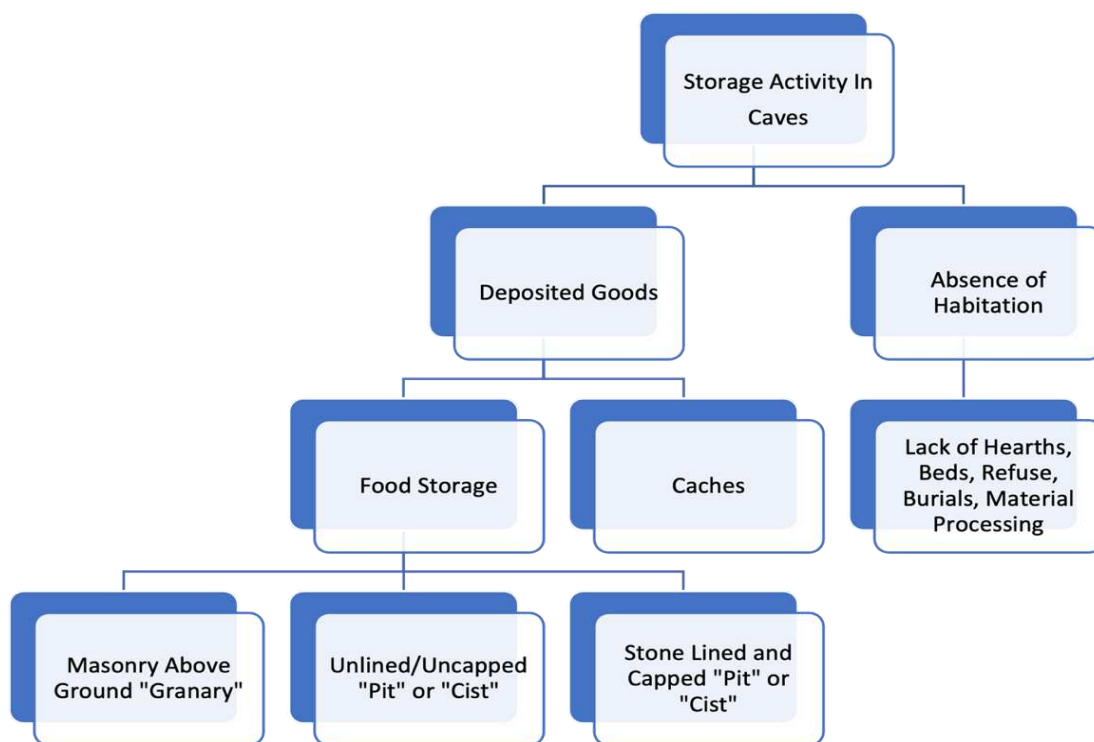 Storage Activity In
Caves
Deposited Goods
Absence of
Habitation
Food Storage
Caches
Lack of Hearths,
Beds, Refuse,
Burials, Material
Processing
Masonry Above
Ground "Granary"
Unlined/Uncapped
"Pit" or "Cist"
Stone Lined and
Capped "Pit" or
"Cist"